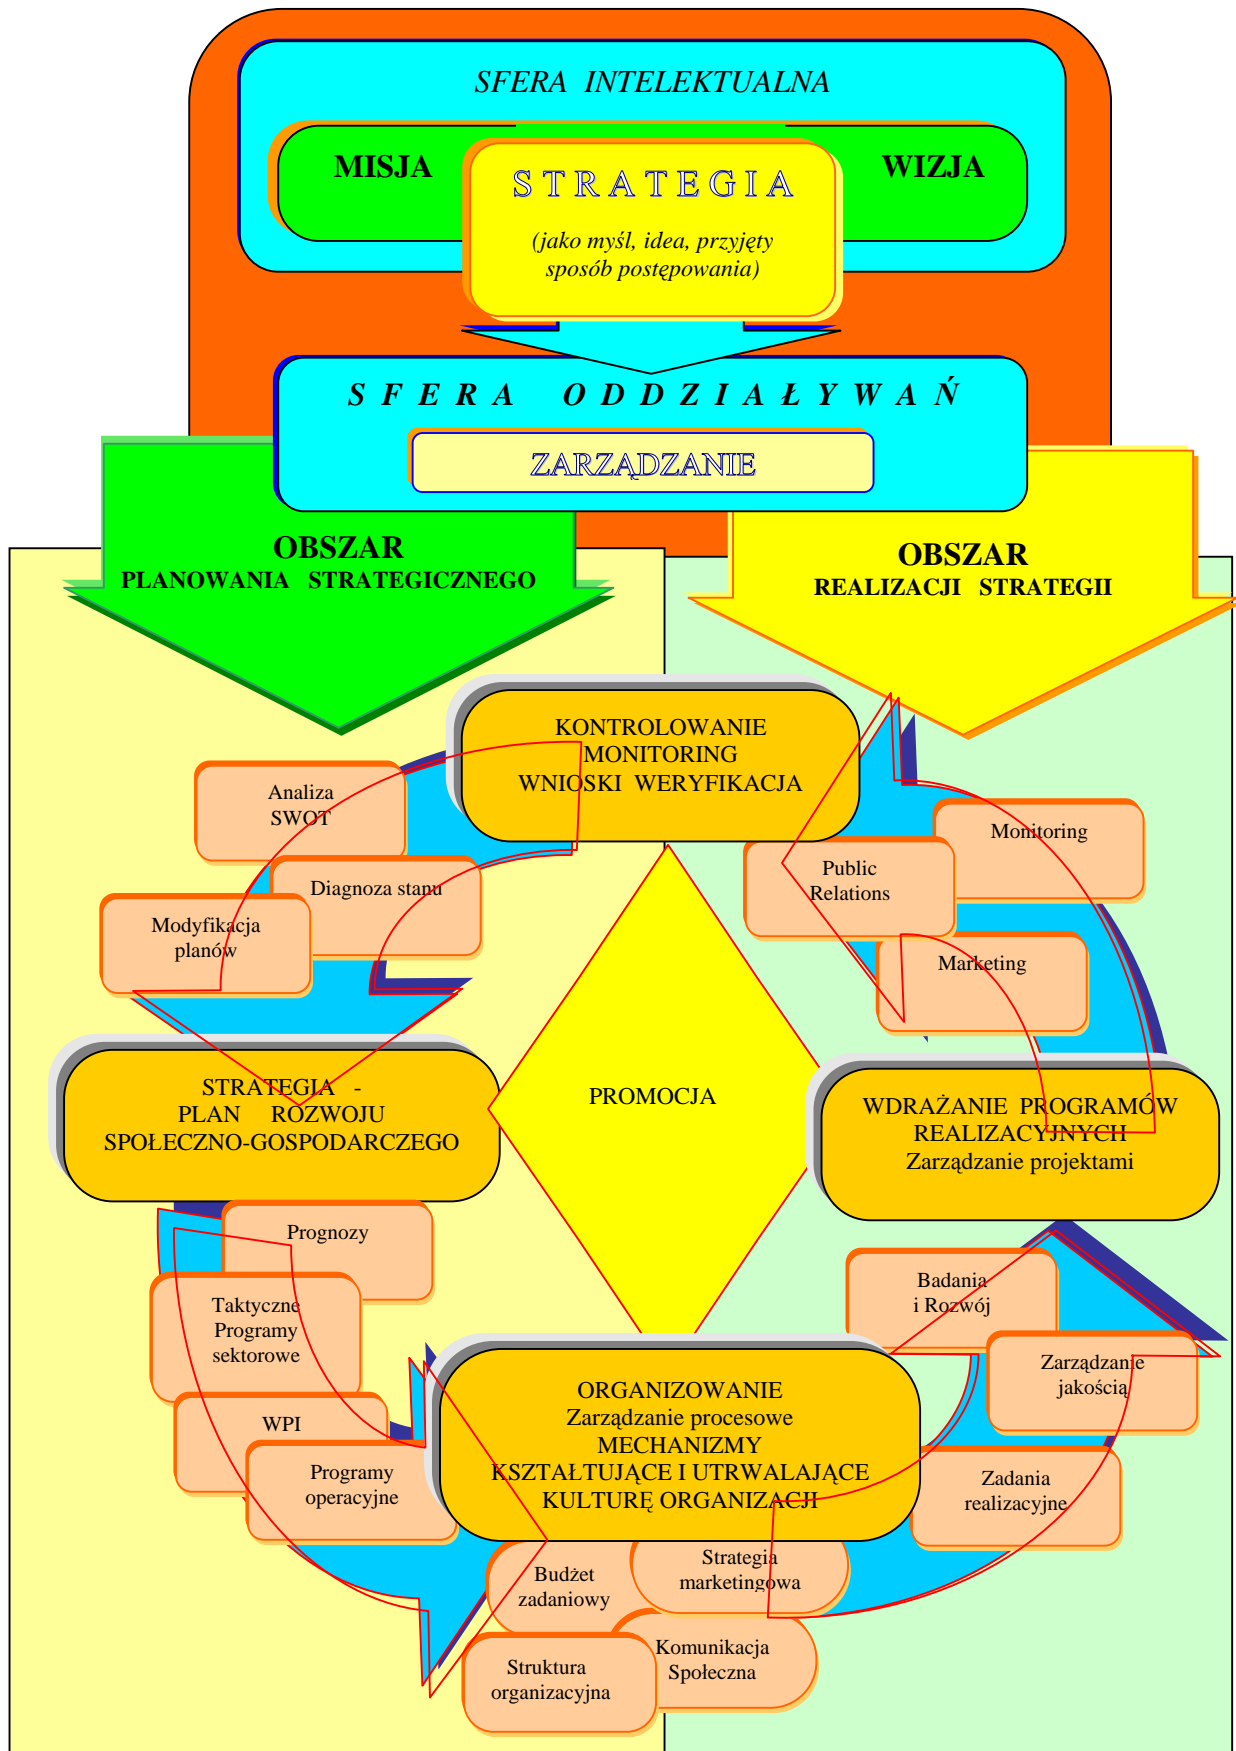 SFERA INTELEKTUALNA
MISJA
WIZJA
STRATEGIA
(jako myśl, idea, przyjęty
sposób postępowania)
SFERA ODDZIAŁYWAŃ
ZARZĄDZANIE
OBSZAR
PLANOWANIA STRATEGICZNEGO
OBSZAR
REALIZACJI STRATEGII
KONTROLOWANIE
MONITORING
WNIOSKI WERYFIKACJA
Analiza
SWOT
Diagnoza stanu
Modyfikacja
planów
Monitoring
Public
Relations
Marketing
STRATEGIA -
PLAN ROZWOJU
SPOŁECZNO-GOSPODARCZEGO
PROMOCJA
WDRAŻANIE PROGRAMÓW
REALIZACYJNYCH
Zarządzanie projektami
Prognozy
Taktyczne
Programy
sektorowe
WPI
Programy
operacyjne
Badania
i Rozwój
Zarządzanie
jakością
Zadania
realizacyjne
ORGANIZOWANIE
Zarządzanie procesowe
MECHANIZMY
KSZTAŁTUJĄCE I UTRWALAJĄCE
KULTURĘ ORGANIZACJI
Budżet
zadaniowy
Strategia
marketingowa
Komunikacja
Społeczna
Struktura
organizacyjna